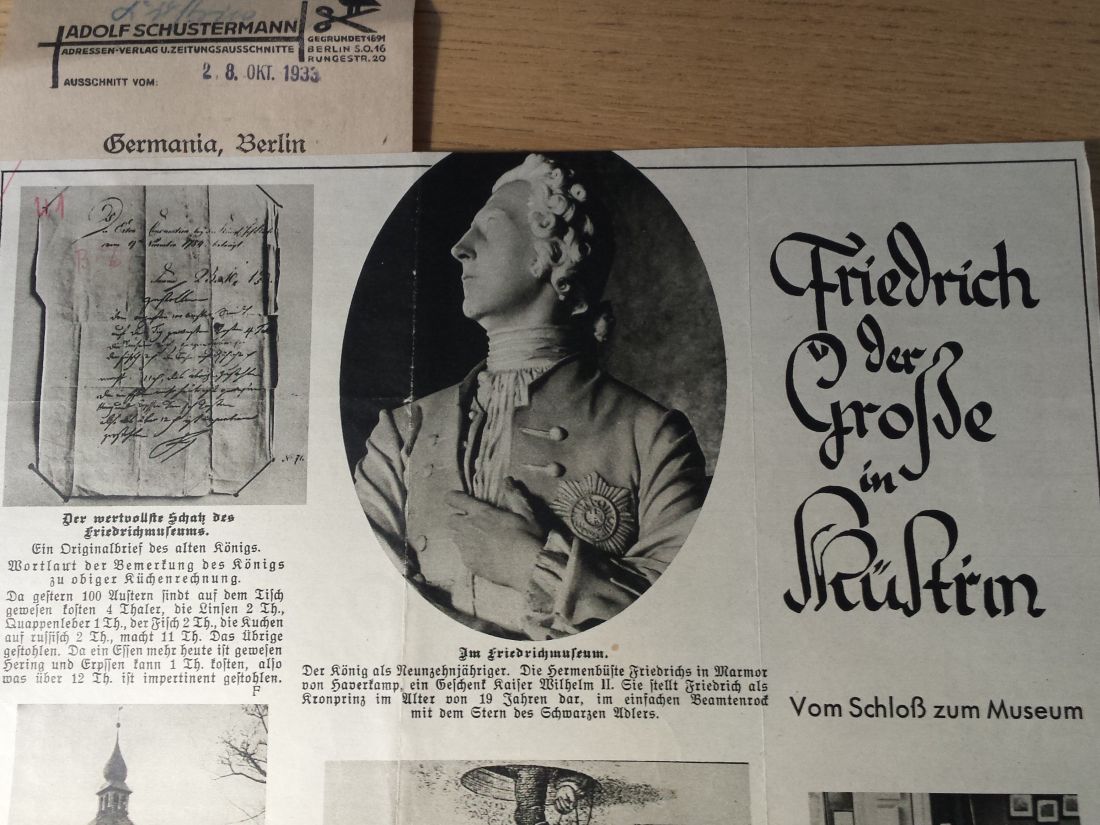 ADOLF SCHUSTERMANN
ADRESSEN-VERLAG U. ZEITUNGSAUSSCHNITTE
GEGRÜNDET 1891
BERLIN S.O.16
RUNGESTR. 20
AUSSCHNITT VOM:
28. OKT. 1933
Germania, Berlin
Friedrich
der
Große
in
Küstrin
Vom Schloß zum Museum
No 71.
Der wertvollste Schatz des
Friedrichmuseums.
Ein Originalbrief des alten Königs.
Wortlaut der Bemerkung des Königs
zu obiger Küchenrechnung.
Da gestern 100 Austern sindt auf dem Tisch
gewesen kosten 4 Thaler, die Linsen 2 Th.,
Quappenleber 1 Th., der Fisch 2 Th., die Kuchen
auf russisch 2 Th., macht 11 Th. Das Übrige
gestohlen. Da ein Essen mehr heute ist gewesen
Hering und Erpssen kann 1 Th. kosten, also
was über 12 Th. ist impertinent gestohlen.
F
Im Friedrichmuseum.
Der König als Neunzehnjähriger. Die Hermenbüste Friedrichs in Marmor
von Haverkamp, ein Geschenk Kaiser Wilhelm II. Sie stellt Friedrich als
Kronprinz im Alter von 19 Jahren dar, im einfachen Beamtenrock
mit dem Stern des Schwarzen Adlers.